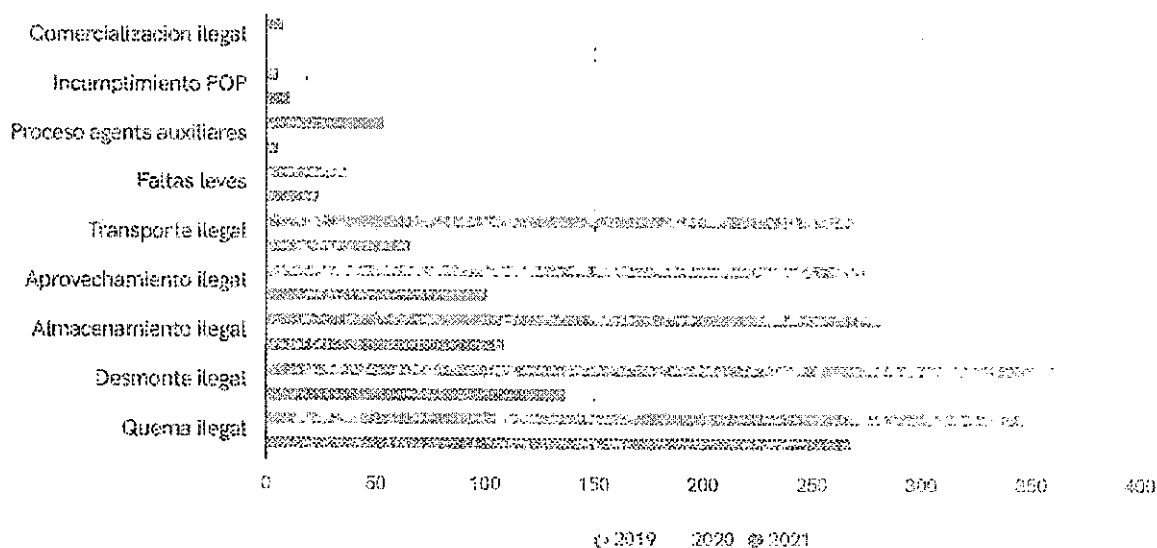 Comercialización ilegal
Incumplimiento POP
Proceso agents auxiliares
Faltas leves
Transporte ilegal
Aprovechamiento ilegal
Almacenamiento ilegal
Desmonte ilegal
Quema ilegal
0 50 100 150 200 250 300 350 400
2019 2020 2021